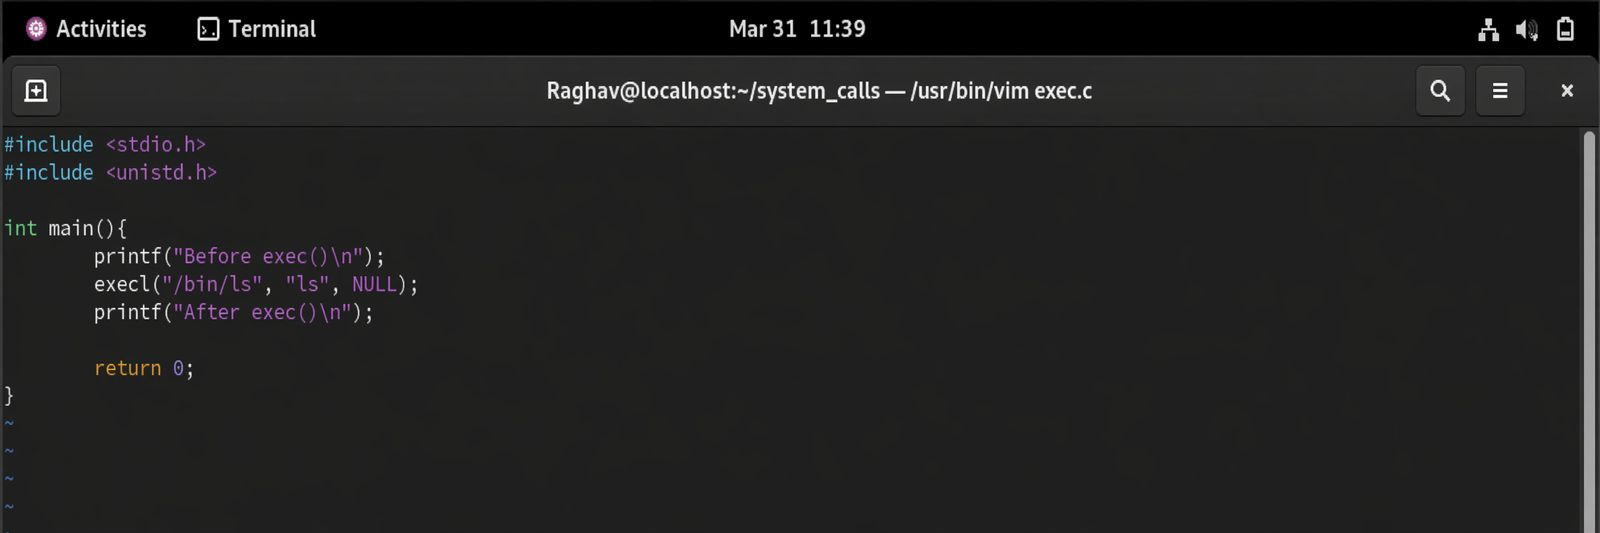 Activities Terminal Mar 31 11:39
Raghav@localhost:~/system_calls — /usr/bin/vim exec.c
#include <stdio.h>
#include <unistd.h>

int main(){
        printf("Before exec()\n");
        execl("/bin/ls", "ls", NULL);
        printf("After exec()\n");

        return 0;
}
~
~
~
~